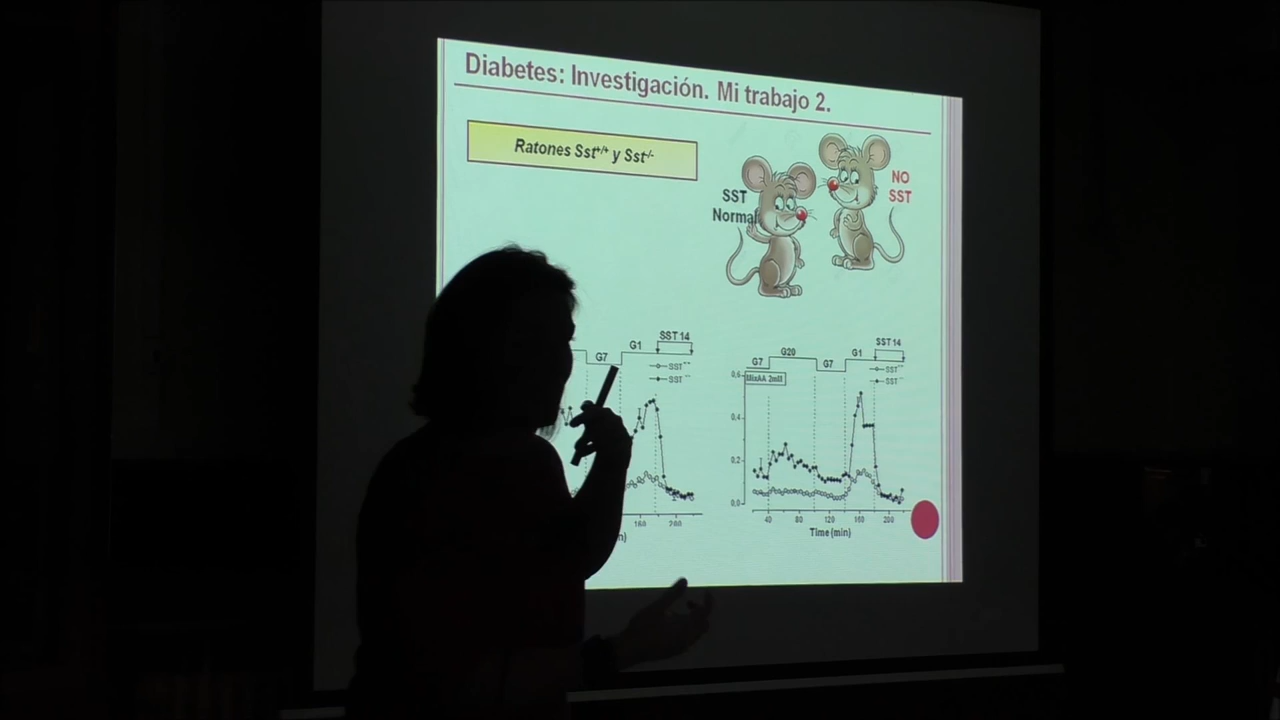 Diabetes: Investigación. Mi trabajo 2.
Ratones Sst+/+ y Sst-/-
SST
Normal
NO
SST
G7
G1
SST 14
SST
SST
160
200
G7
G20
G7
G1
SST 14
MixAA 2mM
SST
SST
0,6
0,4
0,2
0,0
40
80
120
160
200
Time (min)